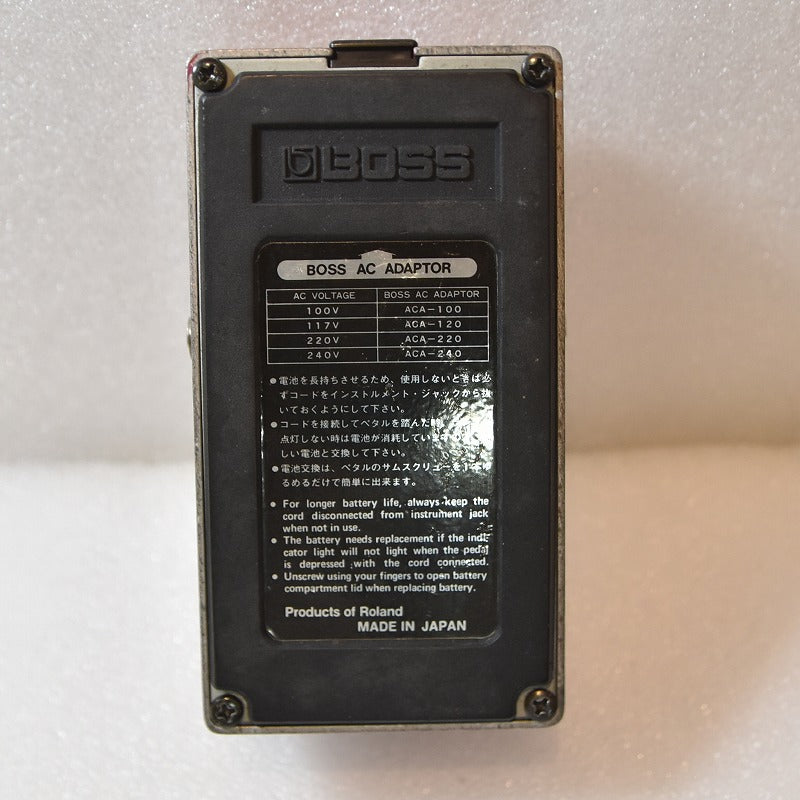 BOSS
BOSS AC ADAPTOR
AC VOLTAGE BOSS AC ADAPTOR
100V ACA-100
117V ACA-120
220V ACA-220
240V ACA-240
●電池を長持ちさせるため、使用しないときは必
ずコードをインストルメント・ジャックから抜
いておくようにして下さい。
●コードを接続してペダルを踏んだ時
点灯しない時は電池が消耗しています
しい電池と交換して下さい。
●電池交換は、ペダルのサムスクリューを
るめるだけで簡単に出来ます。
● For longer battery life, always keep the
cord disconnected from instrument jack
when not in use.
● The battery needs replacement if the indi-
cator light will not light when the pedal
is depressed with the cord connected.
● Unscrew using your fingers to open battery
compartment lid when replacing battery.
Products of Roland
MADE IN JAPAN